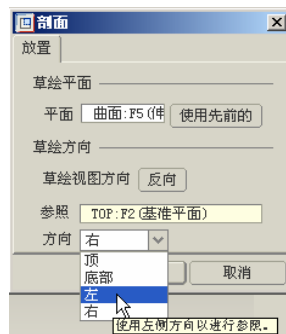 剖面
放置
草绘平面
平面 曲面:F5(伸 使用先前的
草绘方向
草绘视图方向 反向
参照 TOP:F2(基准平面)
方向 右
顶
底部
左
右
取消
使用左侧方向以进行参照。